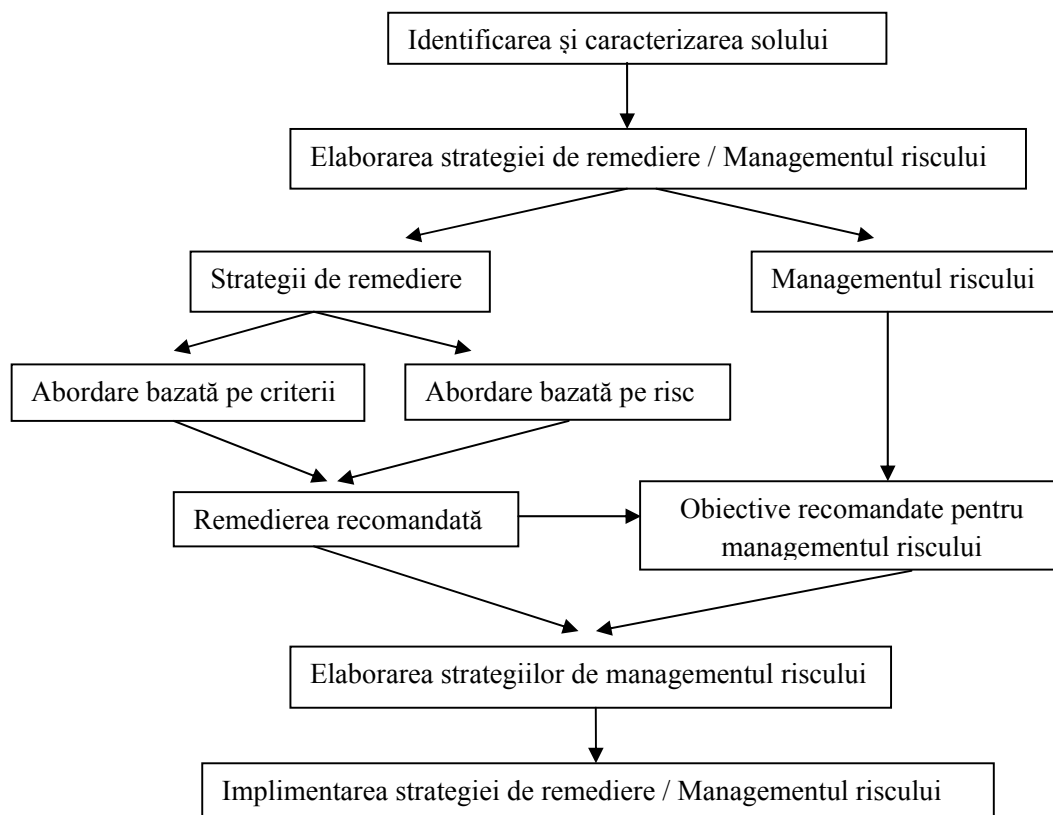 Identificarea și caracterizarea solului
Elaborarea strategiei de remediere / Managementul riscului
Strategii de remediere
Managementul riscului
Abordare bazată pe criterii
Abordare bazată pe risc
Remedierea recomandată
Obiective recomandate pentru
managementul riscului
Elaborarea strategiilor de managementul riscului
Implimentarea strategiei de remediere / Managementul riscului